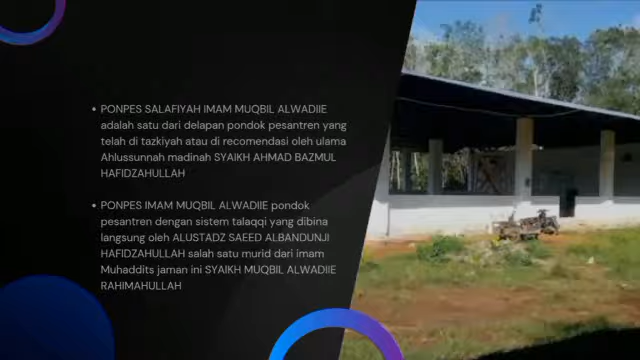 • PONPES SALAFIYAH IMAM MUQBIL ALWADIIE
adalah satu dari delapan pondok pesantren yang
telah di tazkiyah atau di recomendasi oleh ulama
Ahlussunnah madinah SYAIKH AHMAD BAZMUL
HAFIDZAHULLAH
• PONPES IMAM MUQBIL ALWADIIE pondok
pesantren dengan sistem talaqqi yang dibina
langsung oleh ALUSTADZ SAEED ALBANDUNJI
HAFIDZAHULLAH salah satu murid dari imam
Muhaddits jaman ini SYAIKH MUQBIL ALWADIIE
RAHIMAHULLAH